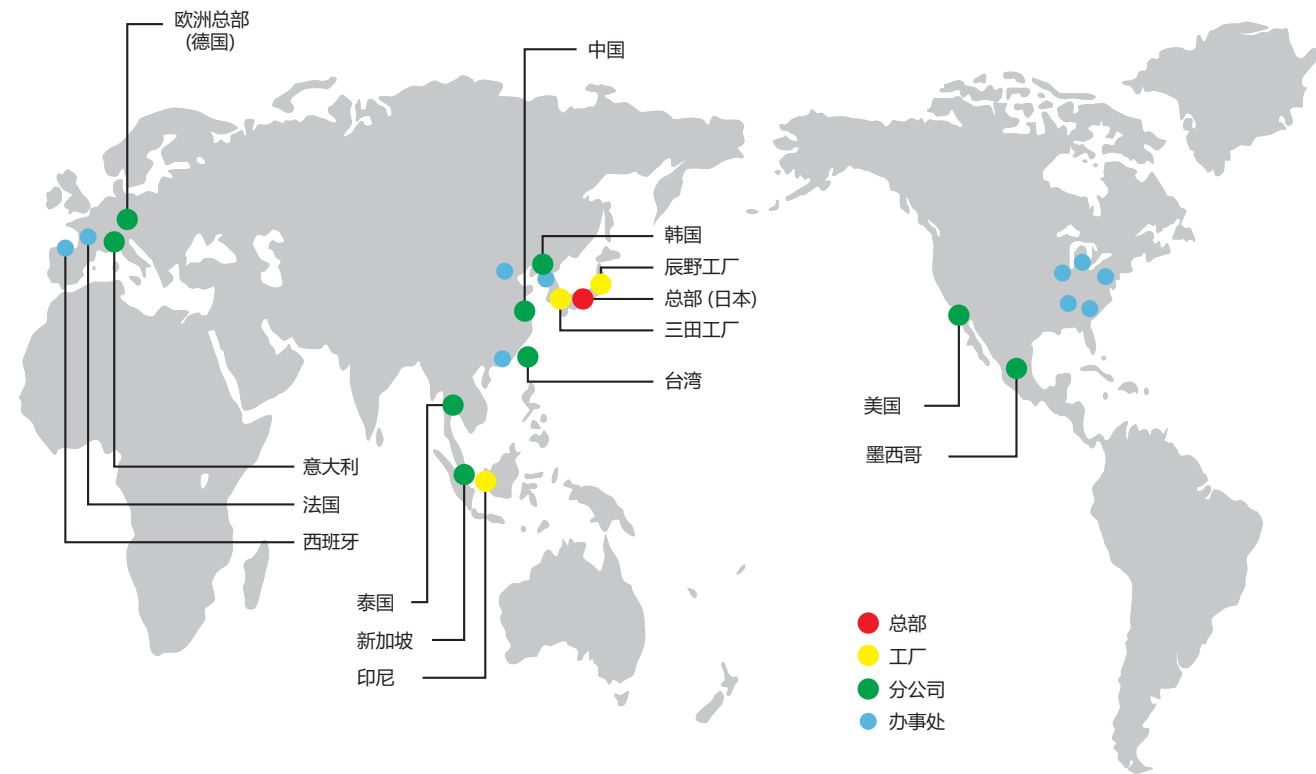 欧洲总部
(德国)
中国
韩国
辰野工厂
总部 (日本)
三田工厂
台湾
美国
墨西哥
意大利
法国
西班牙
泰国
新加坡
印尼
总部
工厂
分公司
办事处